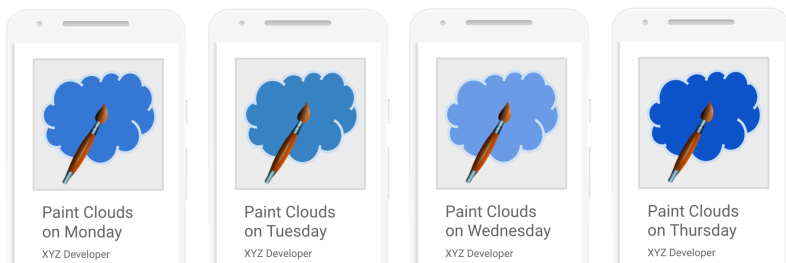 Paint Clouds
on Monday
XYZ Developer
Paint Clouds
on Tuesday
XYZ Developer
Paint Clouds
on Wednesday
XYZ Developer
Paint Clouds
on Thursday
XYZ Developer